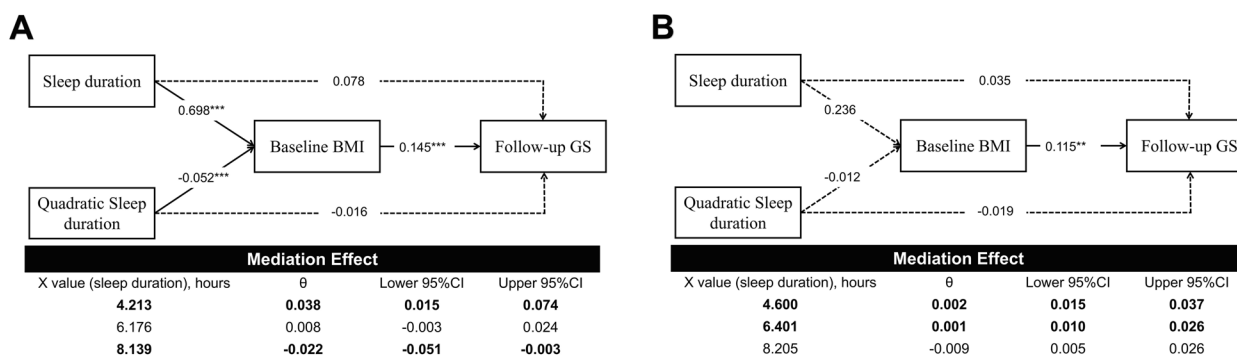 A
Sleep duration
0.078
0.698***
Baseline BMI
0.145***
Follow-up GS
-0.052***
Quadratic Sleep
duration
-0.016
Mediation Effect
X value (sleep duration), hours θ Lower 95%CI Upper 95%CI
4.213 0.038 0.015 0.074
6.176 0.008 -0.003 0.024
8.139 -0.022 -0.051 -0.003
B
Sleep duration
0.035
0.236
Baseline BMI
0.115**
Follow-up GS
-0.012
Quadratic Sleep
duration
-0.019
Mediation Effect
X value (sleep duration), hours θ Lower 95%CI Upper 95%CI
4.600 0.002 0.015 0.037
6.401 0.001 0.010 0.026
8.205 -0.009 0.005 0.026